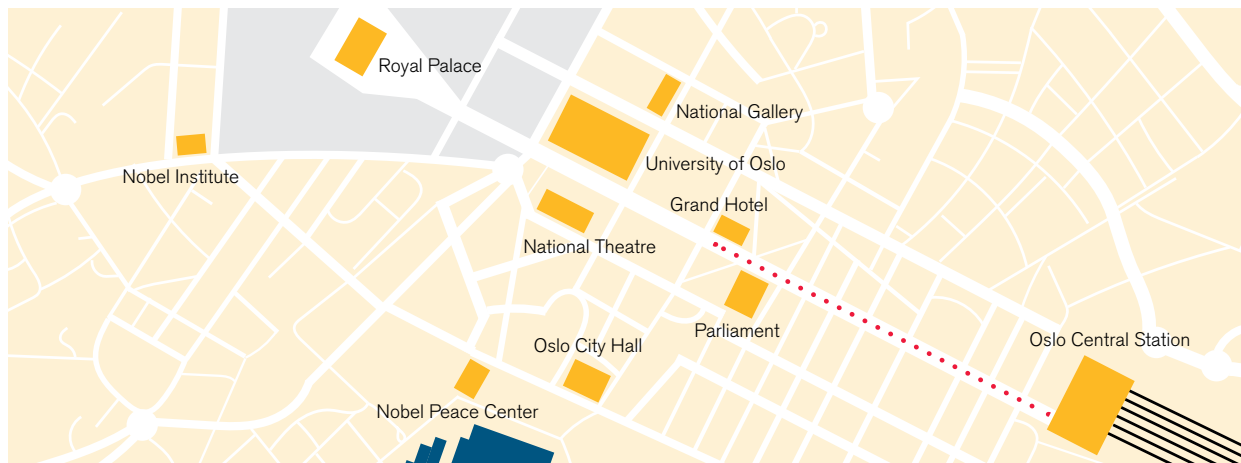 Royal Palace
National Gallery
University of Oslo
Nobel Institute
Grand Hotel
National Theatre
Parliament
Oslo Central Station
Oslo City Hall
Nobel Peace Center